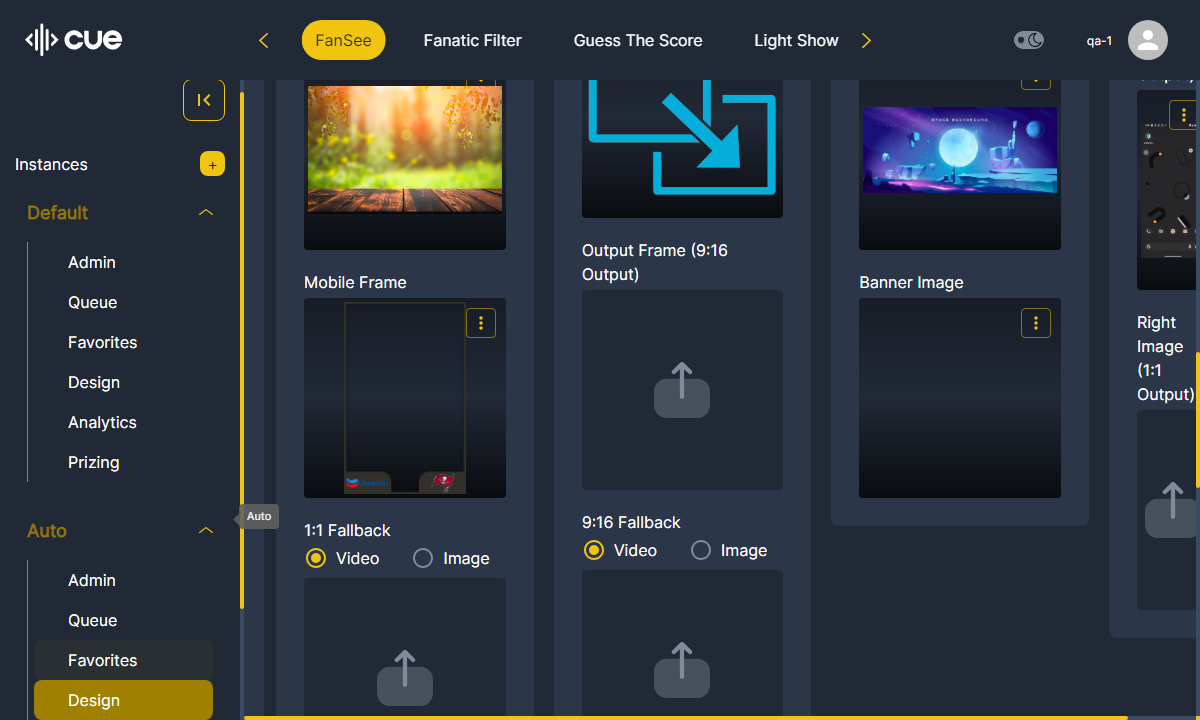 CUE
FanSee
Fanatic Filter
Guess The Score
Light Show
qa-1
Instances
+
Default
Admin
Queue
Favorites
Design
Analytics
Prizing
Auto
Auto
Admin
Queue
Favorites
Design
Mobile Frame
1:1 Fallback
Video
Image
Output Frame (9:16
Output)
9:16 Fallback
Video
Image
SPACE BACKGROUND
Banner Image
Right
Image
(1:1
Output)